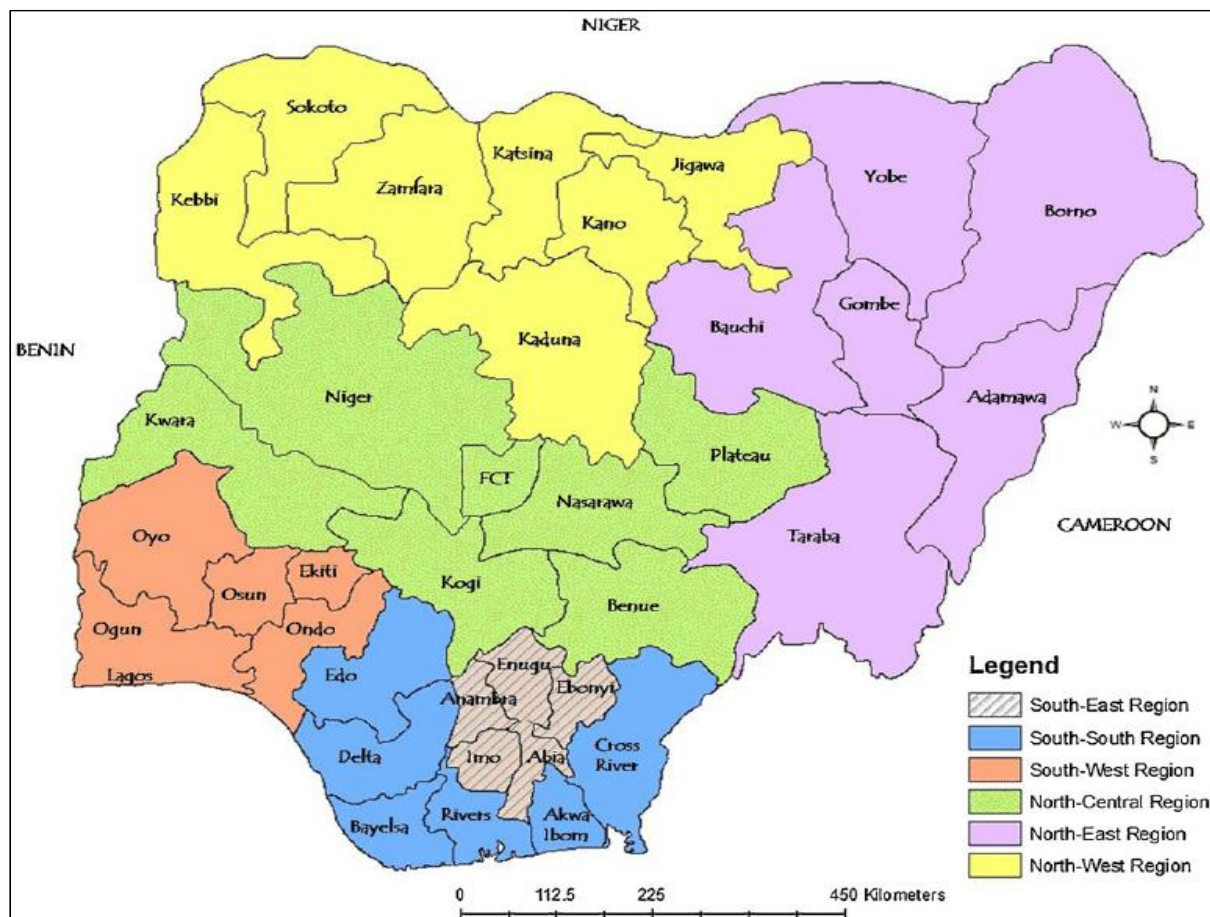 NIGER
Sokoto
Katsina
Jigawa
Zamfara
Kebbi
Kano
Yobe
Borno
Gombe
Bauchi
Kaduna
BENIN
Niger
Adamawa
Kwara
N
W
E
S
Plateau
FCT
Nasarawa
CAMEROON
Oyo
Taraba
Ekiti
Kogi
Osun
Benue
Ogun
Ondo
Lagos
Edo
Enugu
Ebonyi
Anambra
Delta
Imo
Abia
Cross
River
Bayelsa
Rivers
Akwa
Ibom
Legend
South-East Region
South-South Region
South-West Region
North-Central Region
North-East Region
North-West Region
0 112.5 225 450 Kilometers